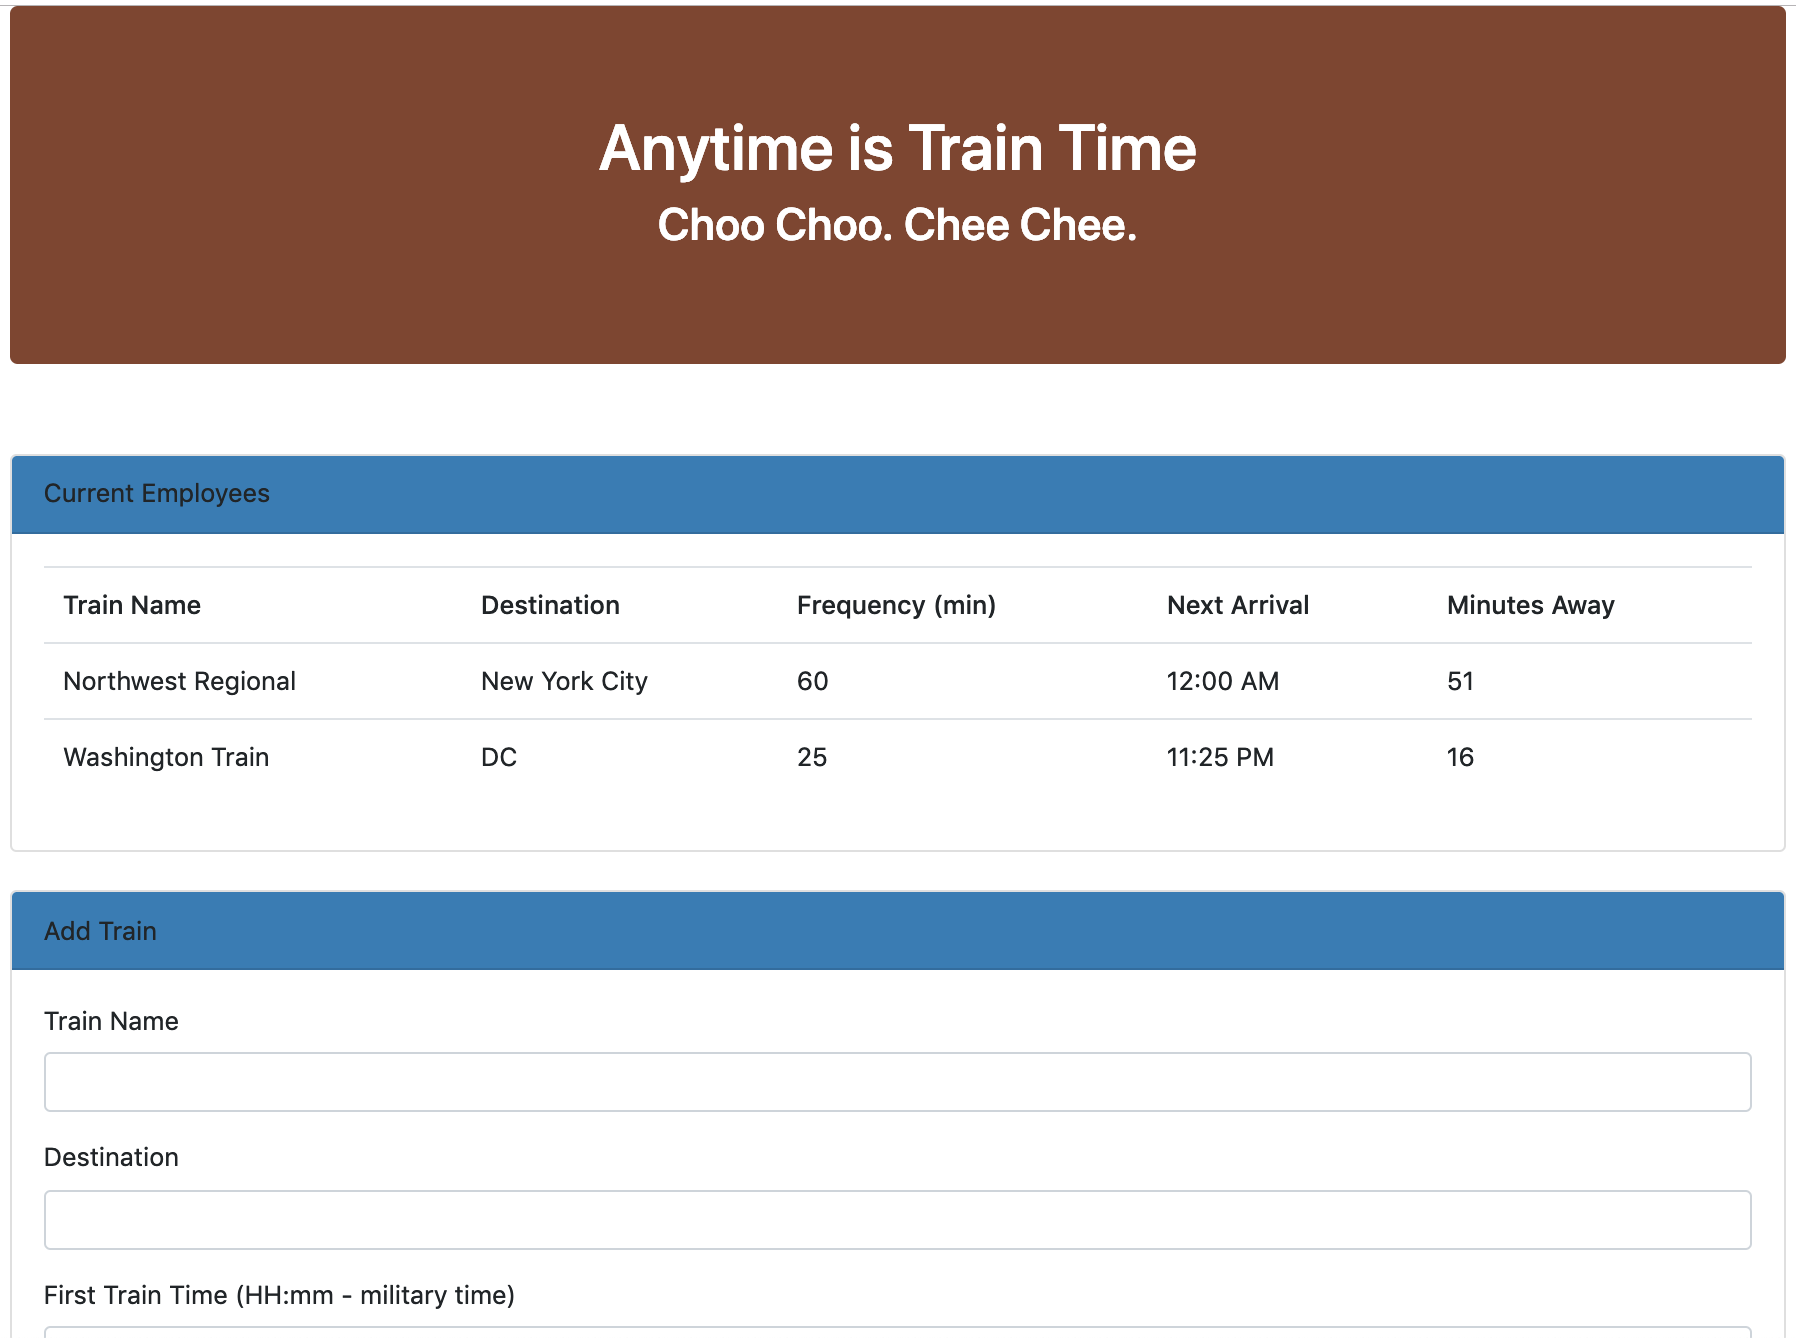 Anytime is Train Time
Choo Choo. Chee Chee.
Current Employees
Train Name Destination Frequency (min) Next Arrival Minutes Away
Northwest Regional New York City 60 12:00 AM 51
Washington Train DC 25 11:25 PM 16
Add Train
Train Name
Destination
First Train Time (HH:mm - military time)